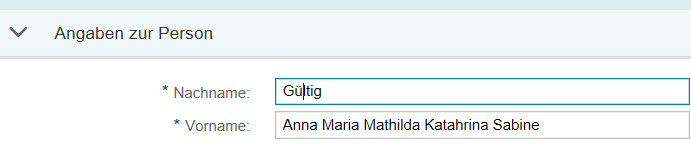 Angaben zur Person
* Nachname: Gültig
* Vorname: Anna Maria Mathilda Katahrina Sabine